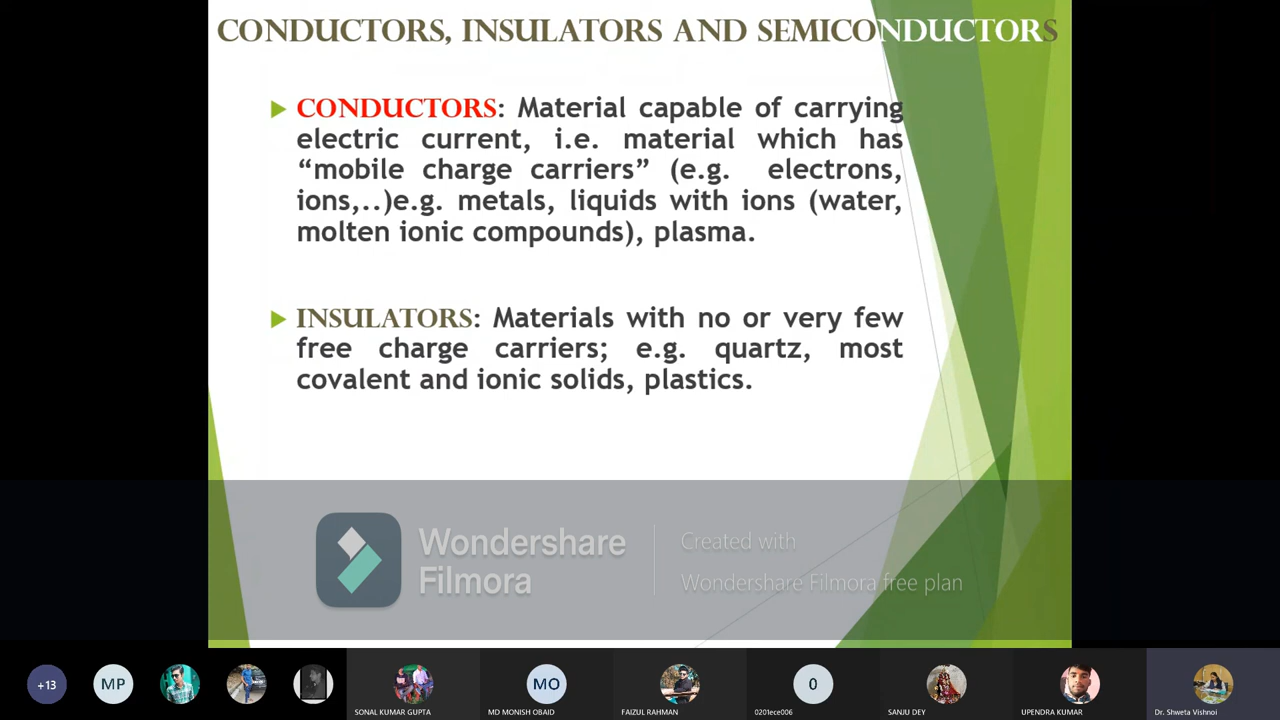 CONDUCTORS, INSULATORS AND SEMICONDUCTORS
CONDUCTORS: Material capable of carrying
electric current, i.e. material which has
“mobile charge carriers” (e.g. electrons,
ions,..)e.g. metals, liquids with ions (water,
molten ionic compounds), plasma.
INSULATORS: Materials with no or very few
free charge carriers; e.g. quartz, most
covalent and ionic solids, plastics.
Wondershare
Filmora
Created with
Wondershare Filmora free plan
+13
MP
MO
0
SONAL KUMAR GUPTA
MD MONISH OBAID
FAIZUL RAHMAN
0201ece006
SANJU DEY
UPENDRA KUMAR
Dr. Shweta Vishnoi